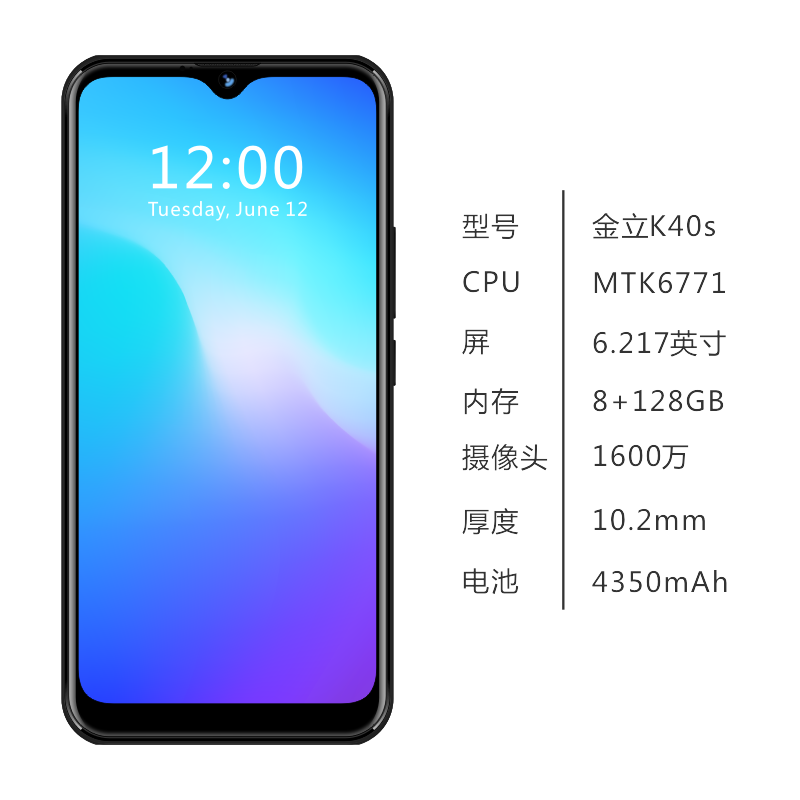 12:00
Tuesday, June 12
型号 金立K40s
CPU MTK6771
屏 6.217英寸
内存 8+128GB
摄像头 1600万
厚度 10.2mm
电池 4350mAh